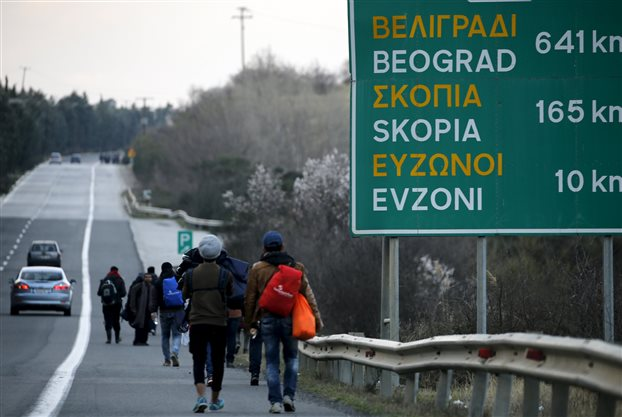 ΒΕΛΙΓΡΑΔΙ
BEOGRAD 641 km
ΣΚΟΠΙΑ
SKOPIA 165 km
ΕΥΖΩΝΟΙ
EVZONI 10 km
P